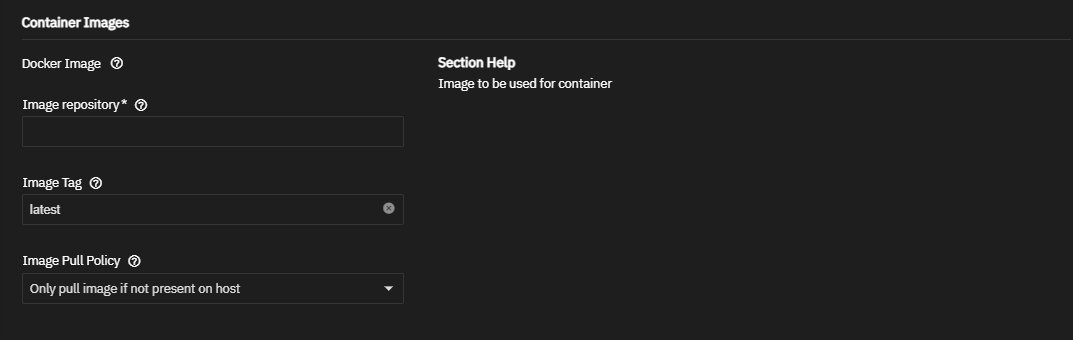 Container Images
Docker Image
Section Help
Image to be used for container
Image repository*
Image Tag
latest
Image Pull Policy
Only pull image if not present on host